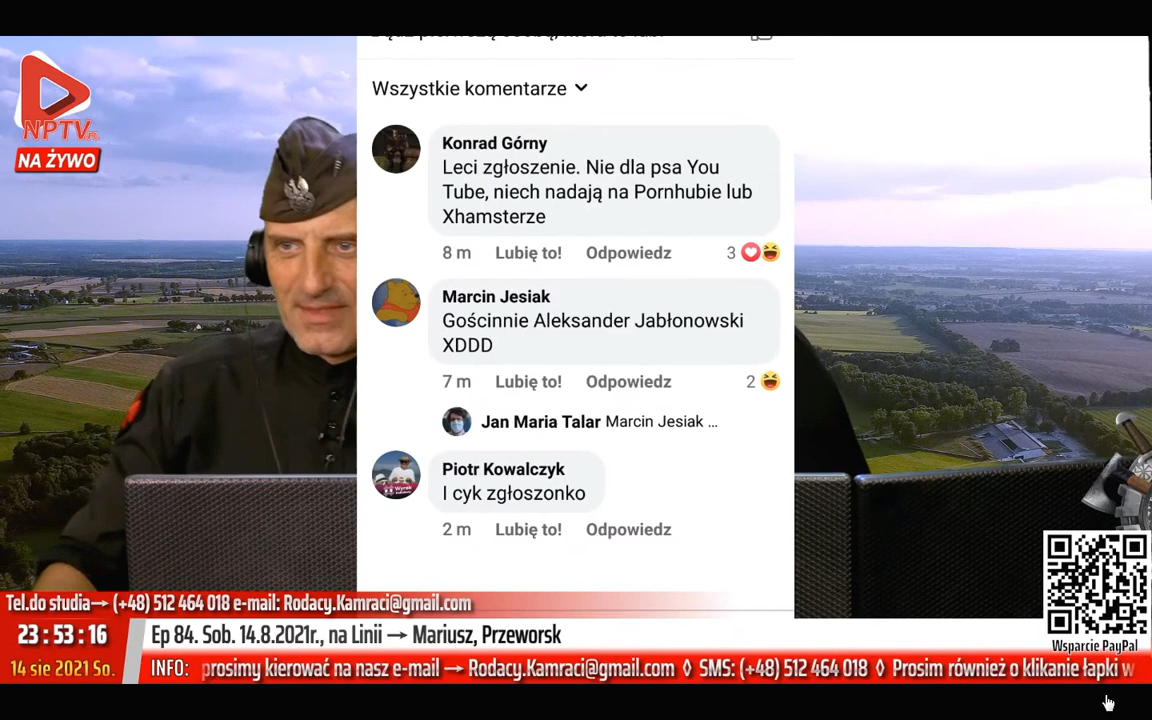 NPTV.PL
NA ŻYWO
Wszystkie komentarze
Konrad Górny
Leci zgłoszenie. Nie dla psa You
Tube, niech nadają na Pornhubie lub
Xhamsterze
8 m Lubię to! Odpowiedz 3
Marcin Jesiak
Gościnnie Aleksander Jabłonowski
XDDD
7 m Lubię to! Odpowiedz 2
Jan Maria Talar Marcin Jesiak ...
Piotr Kowalczyk
I cyk zgłoszonko
2 m Lubię to! Odpowiedz
Wsparcie PayPal
Tel.do studia→ (+48) 512 464 018 e-mail: Rodacy.Kamraci@gmail.com
23:53:16
Ep 84. Sob. 14.8.2021r., na Linii → Mariusz, Przeworsk
14 sie 2021 So.
INFO: prosimy kierować na nasz e-mail → Rodacy.Kamraci@gmail.com ◊ SMS: (+48) 512 464 018 ◊ Prosim również o klikanie łapki w